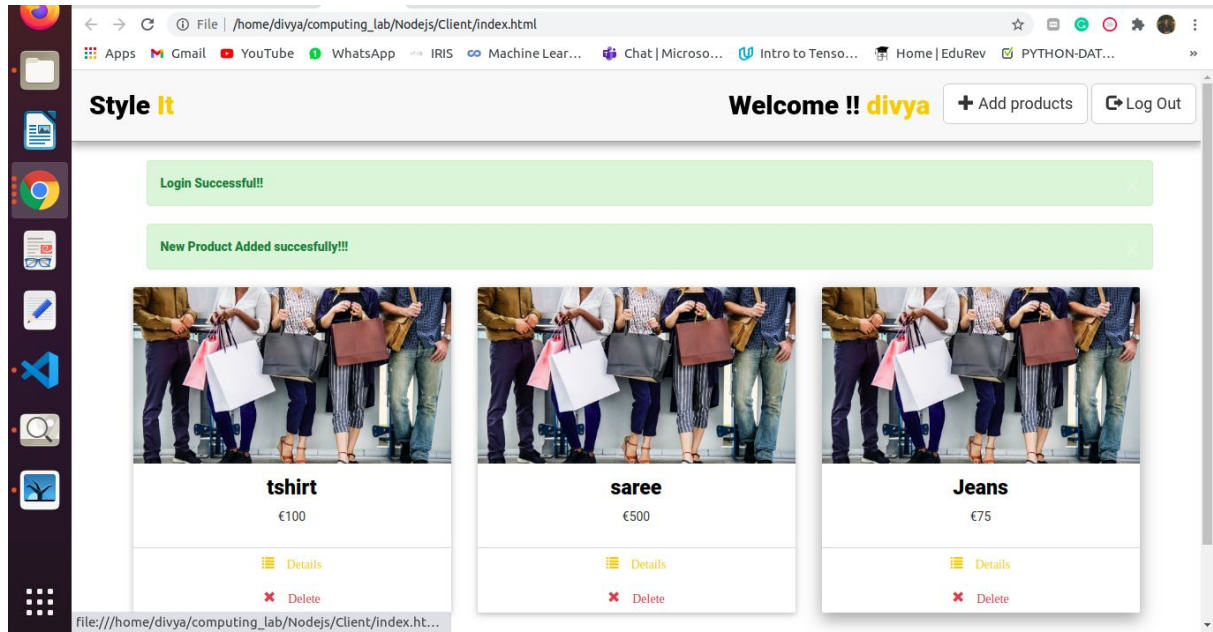 File | /home/divya/computing_lab/Nodejs/Client/index.html
Apps Gmail YouTube WhatsApp IRIS Machine Lear... Chat | Microso... Intro to Tenso... Home | EduRev PYTHON-DAT... »
Style It Welcome !! divya Add products Log Out
Login Successful!!
New Product Added succesfully!!!
tshirt saree Jeans
€100 €500 €75
Details Details Details
Delete Delete Delete
file:///home/divya/computing_lab/Nodejs/Client/index.ht...